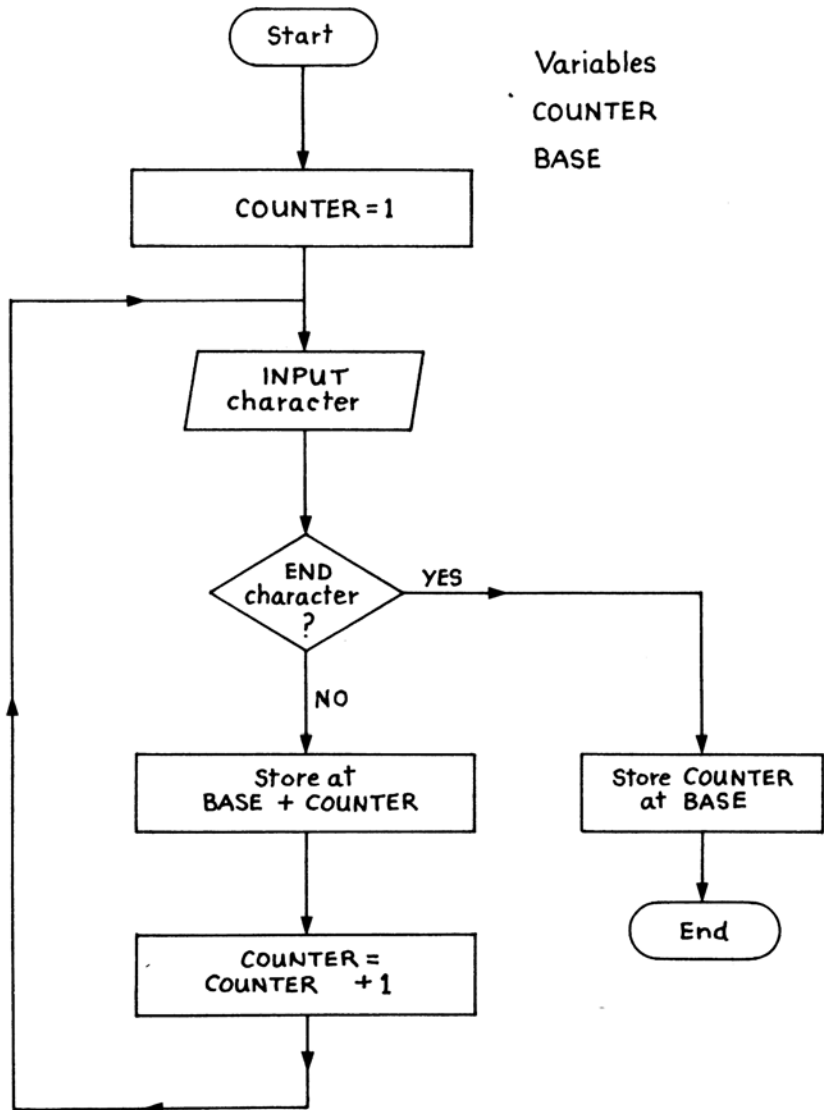 Start
Variables
COUNTER
BASE
COUNTER = 1
INPUT
character
END
character
?
YES
NO
Store at
BASE + COUNTER
Store COUNTER
at BASE
COUNTER =
COUNTER + 1
End